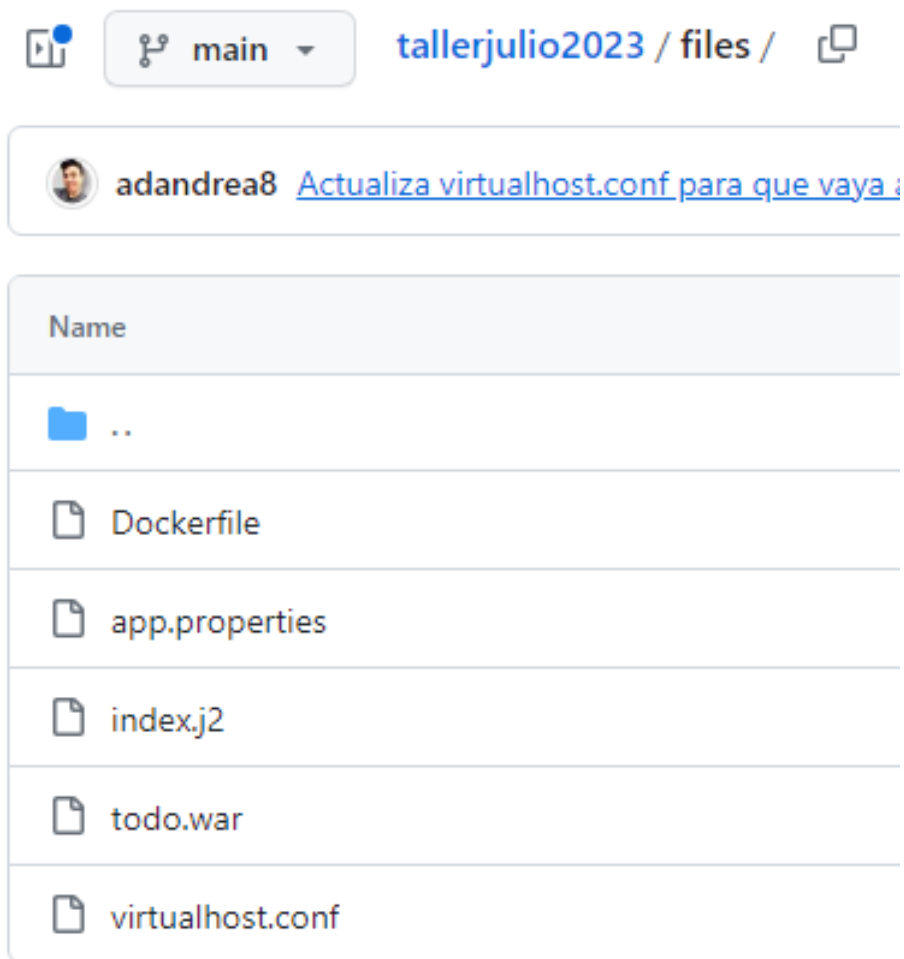 main tallerjulio2023 / files /
adandrea8 Actualiza virtualhost.conf para que vaya
Name
..
Dockerfile
app.properties
index.j2
todo.war
virtualhost.conf